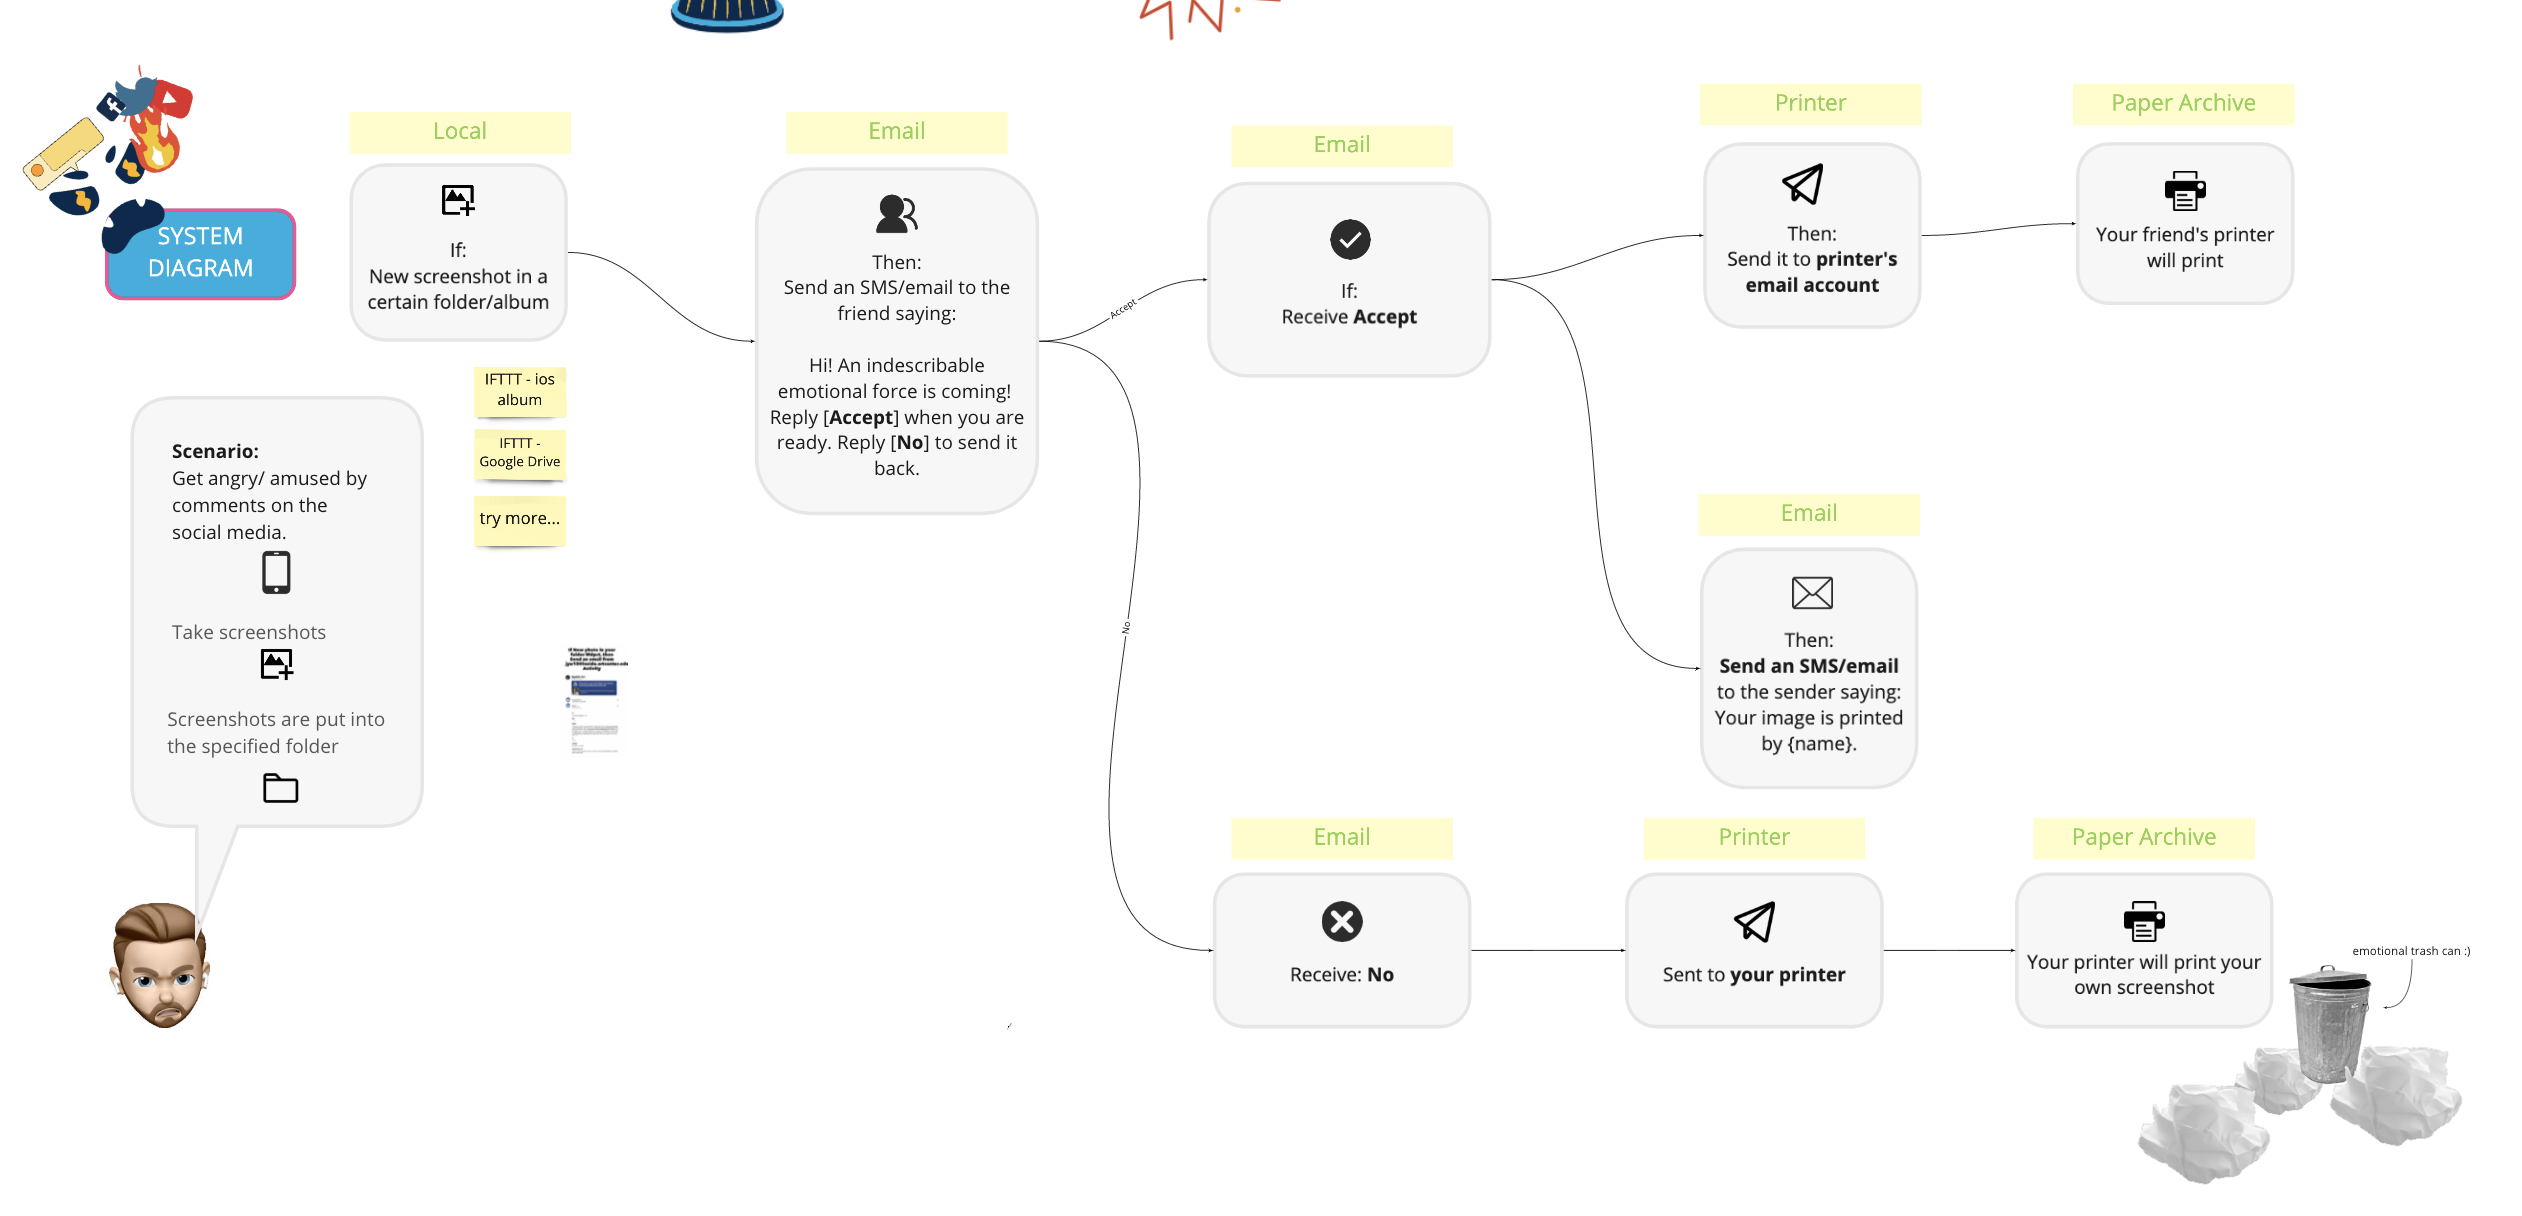 SYSTEM
DIAGRAM
Local
If:
New screenshot in a
certain folder/album
IFTTT - ios
album
IFTTT -
Google Drive
try more...
Scenario:
Get angry/ amused by
comments on the
social media.
Take screenshots
Screenshots are put into
the specified folder
Email
Then:
Send an SMS/email to the
friend saying:
Hi! An indescribable
emotional force is coming!
Reply [Accept] when you are
ready. Reply [No] to send it
back.
Accept
No
Email
If:
Receive Accept
Printer
Then:
Send it to printer's
email account
Paper Archive
Your friend's printer
will print
Email
Then:
Send an SMS/email
to the sender saying:
Your image is printed
by {name}.
Email
Receive: No
Printer
Sent to your printer
Paper Archive
Your printer will print your
own screenshot
emotional trash can :)